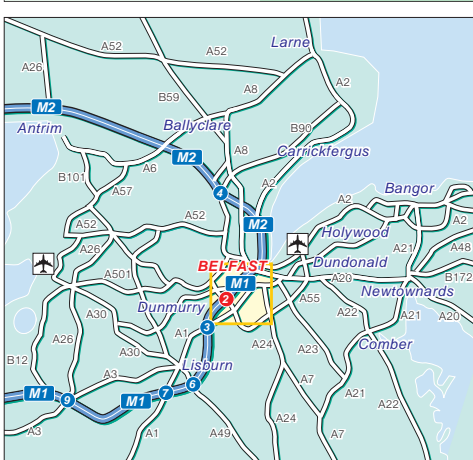 Larne
A52
A52
A26
A8
A2
B59
M2
Antrim
Ballyclare
B90
A8
M2
Carrickfergus
A6
B101
A57
4
A2
Bangor
A2
A2
M2
A52
A52
Holywood
A26
A21
A48
BELFAST
Dundonald
A501
M1
A20
B172
2
Newtownards
Dunmurry
A55
A30
3
A1
A22
A21
A20
B12
A26
A30
A24
A23
Comber
Lisburn
A3
A7
6
M1
9
7
A21
A22
M1
A3
A1
A49
A24
A7